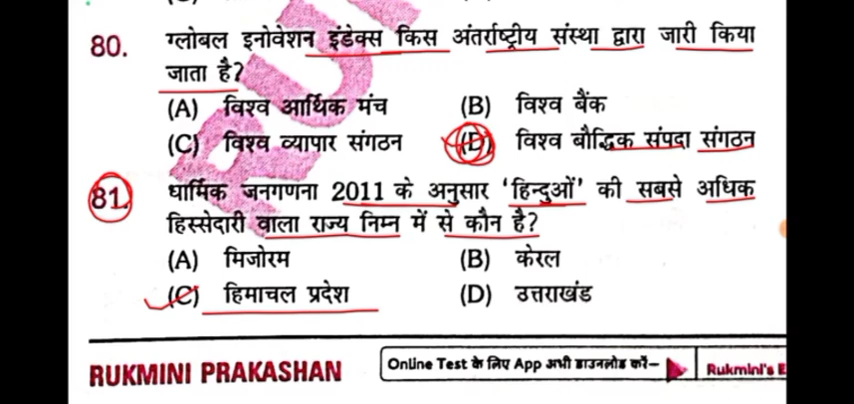 80. ग्लोबल इनोवेशन इंडेक्स किस अंतर्राष्ट्रीय संस्था द्वारा जारी किया
जाता है?
(A) विश्व आर्थिक मंच (B) विश्व बैंक
(C) विश्व व्यापार संगठन (D) विश्व बौद्धिक संपदा संगठन
81. धार्मिक जनगणना 2011 के अनुसार 'हिन्दुओं' की सबसे अधिक
हिस्सेदारी वाला राज्य निम्न में से कौन है?
(A) मिजोरम (B) केरल
(C) हिमाचल प्रदेश (D) उत्तराखंड
RUKMINI PRAKASHAN Online Test के लिए App अभी डाउनलोड करें– Rukmini's